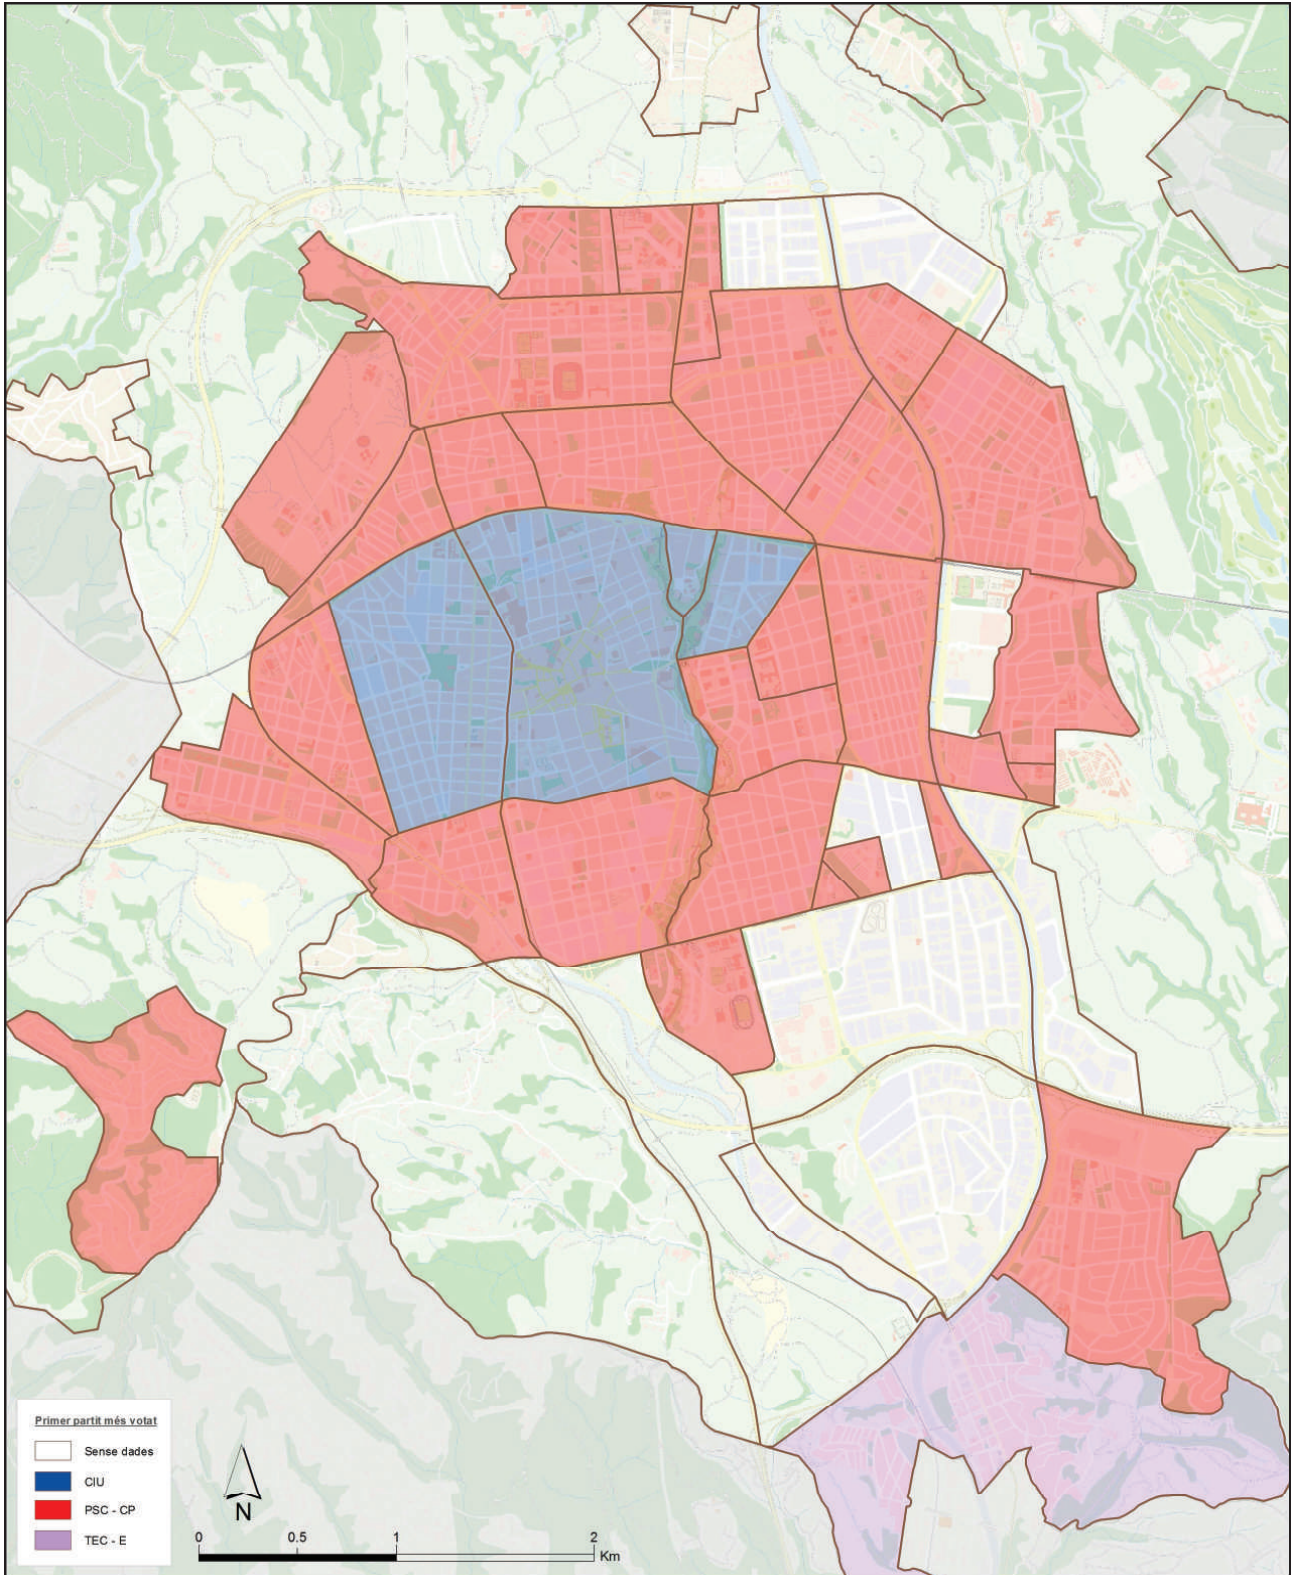 Primer partit més votat
Sense dades
CIU
PSC - CP
TEC - E
N
0 0.5 1 2
Km